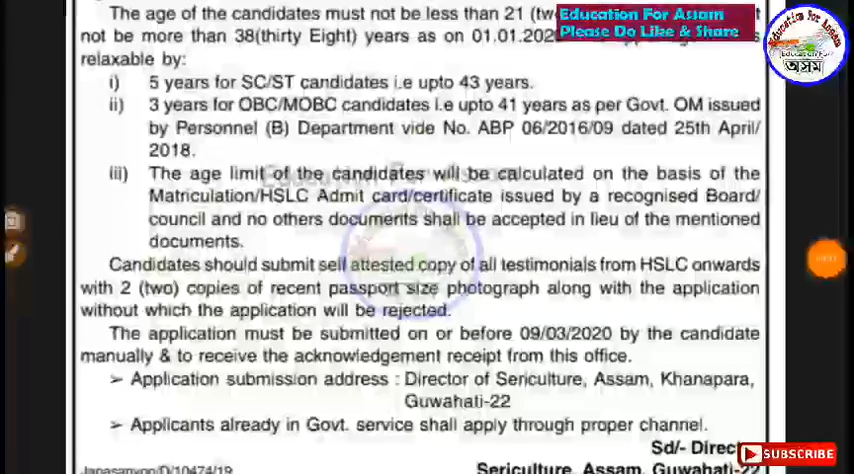 The age of the candidates must not be less than 21
Education For Assam
Please Do Like & Share
not be more than 38(thirty Eight) years as on 01.01.202
relaxable by:
i) 5 years for SC/ST candidates i.e upto 43 years.
ii) 3 years for OBC/MOBC candidates i.e upto 41 years as per Govt. OM issued
by Personnel (B) Department vide No. ABP 06/2016/09 dated 25th April/
2018.
iii) The age limit of the candidates will be calculated on the basis of the
Matriculation/HSLC Admit card/certificate issued by a recognised Board/
council and no others documents shall be accepted in lieu of the mentioned
documents.
Candidates should submit self attested copy of all testimonials from HSLC onwards
with 2 (two) copies of recent passport size photograph along with the application
without which the application will be rejected.
The application must be submitted on or before 09/03/2020 by the candidate
manually & to receive the acknowledgement receipt from this office.
➢ Application submission address : Director of Sericulture, Assam, Khanapara,
Guwahati-22
➢ Applicants already in Govt. service shall apply through proper channel.
Sd/- Direct
Janasanyog/D/10474/19
Sericulture, Assam, Guwahati-22
SUBSCRIBE
Education For Assam
অসম